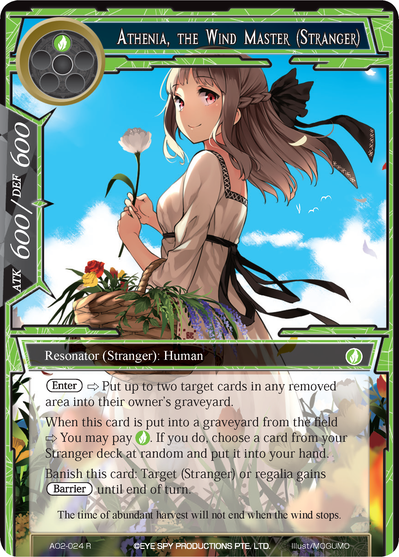 Athenia, the Wind Master (Stranger)
ATK 600/DEF 600
Resonator (Stranger): Human
Enter ⇨ Put up to two target cards in any removed
area into their owner's graveyard.
When this card is put into a graveyard from the field
⇨ You may pay . If you do, choose a card from your
Stranger deck at random and put it into your hand.
Banish this card: Target (Stranger) or regalia gains
Barrier until end of turn.
The time of abundant harvest will not end when the wind stops.
A02-024 R
©EYE SPY PRODUCTIONS PTE. LTD.
Illust/MOGUMO